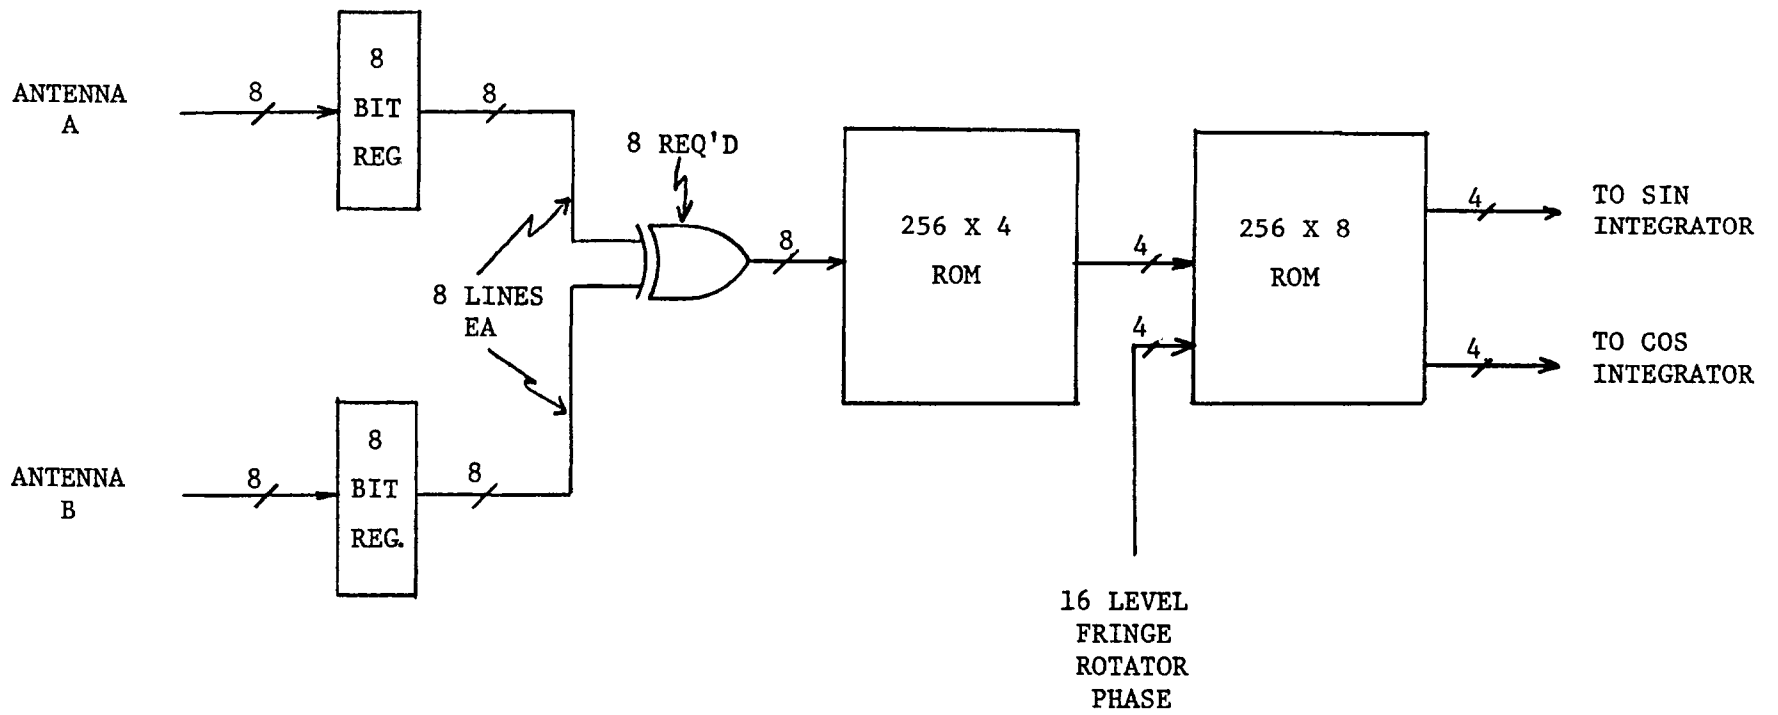 ANTENNA
A
8
8
BIT
REG
8
8 REQ'D
8 LINES
EA
8
256 X 4
ROM
4
4
256 X 8
ROM
4
TO SIN
INTEGRATOR
4
TO COS
INTEGRATOR
ANTENNA
B
8
8
BIT
REG.
8
16 LEVEL
FRINGE
ROTATOR
PHASE